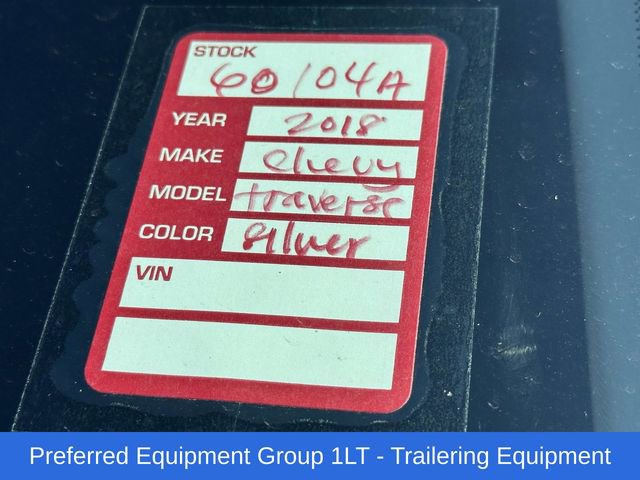 STOCK
60104A
YEAR 2018
MAKE Chevy
MODEL traverse
COLOR silver
VIN
Preferred Equipment Group 1LT - Trailering Equipment